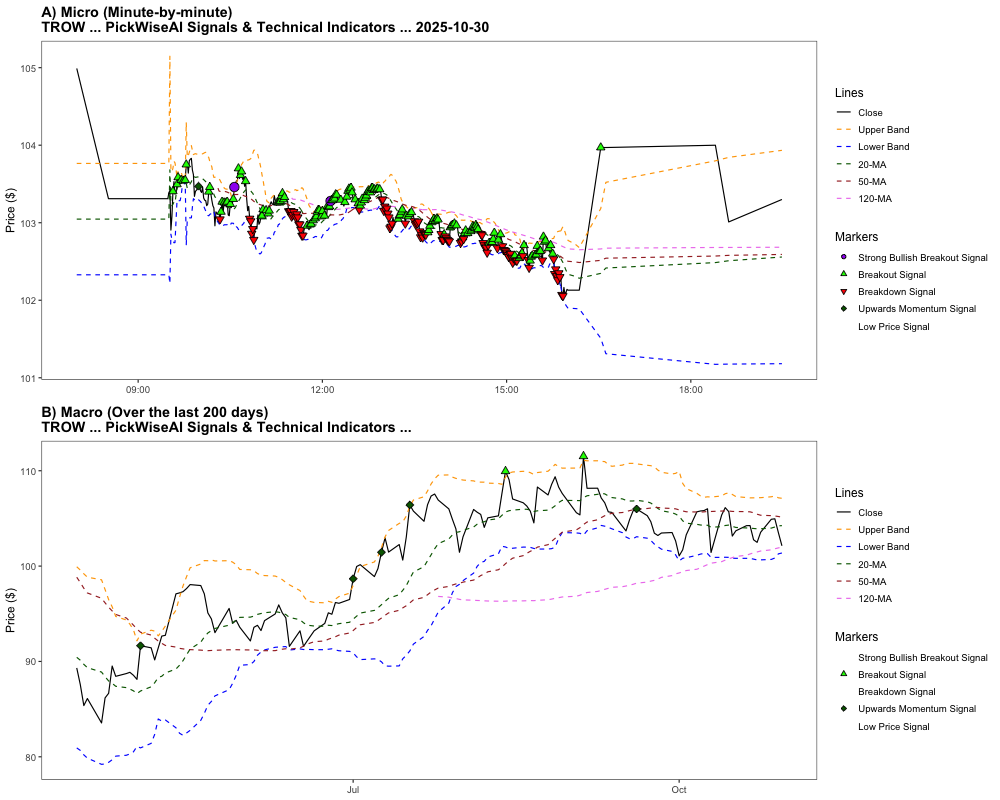 A) Micro (Minute-by-minute)
TROW ... PickWiseAI Signals & Technical Indicators ... 2025-10-30
105
104
103
102
101
Price ($)
09:00
12:00
15:00
18:00
Lines
Close
Upper Band
Lower Band
20-MA
50-MA
120-MA
Markers
Strong Bullish Breakout Signal
Breakout Signal
Breakdown Signal
Upwards Momentum Signal
Low Price Signal
B) Macro (Over the last 200 days)
TROW ... PickWiseAI Signals & Technical Indicators ...
110
100
90
80
Price ($)
Jul
Oct
Lines
Close
Upper Band
Lower Band
20-MA
50-MA
120-MA
Markers
Strong Bullish Breakout Signal
Breakout Signal
Breakdown Signal
Upwards Momentum Signal
Low Price Signal